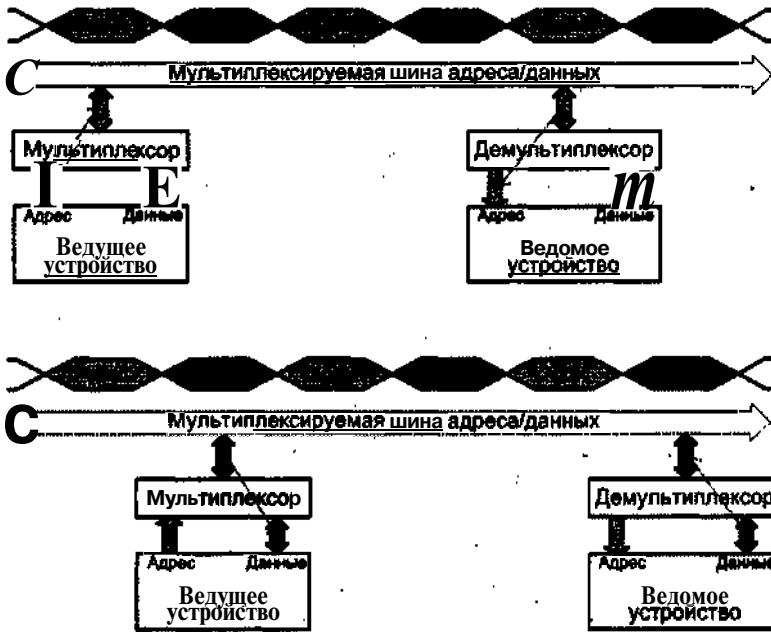 C Мультиплексируемая шина адреса/данных
Мультиплексор Демультиплексор
I E m
Адрес Данные Адрес Данные
Ведущее Ведомое
устройство устройство
C Мультиплексируемая шина адреса/данных
Мультиплексор Демультиплексор
Адрес Данные Адрес Данные
Ведущее Ведомое
устройство устройство